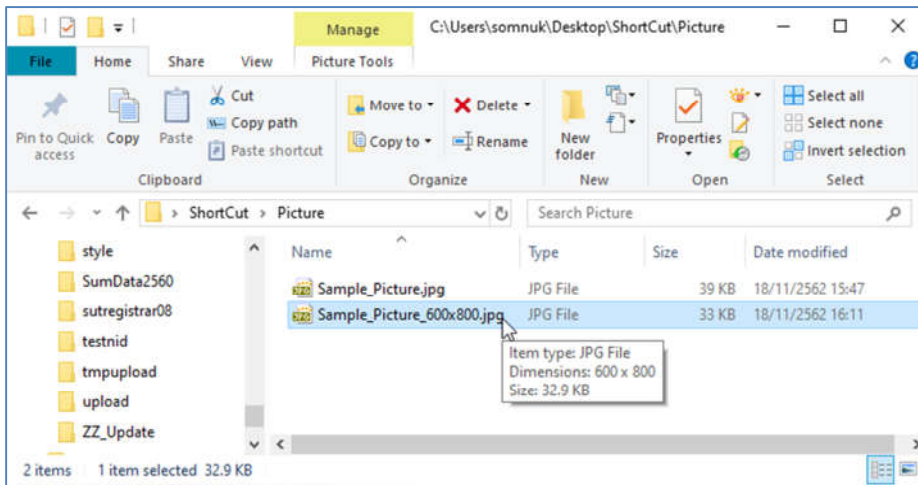 Manage
C:\Users\somnuk\Desktop\ShortCut\Picture
File
Home
Share
View
Picture Tools
Pin to Quick access
Copy
Paste
Cut
Copy path
Paste shortcut
Clipboard
Move to
Copy to
Delete
Rename
Organize
New folder
New
Properties
Open
Select all
Select none
Invert selection
Select
ShortCut > Picture
Search Picture
style
SumData2560
sutregistrar08
testnid
tmpupload
upload
ZZ_Update
Name Type Size Date modified
Sample_Picture.jpg JPG File 39 KB 18/11/2562 15:47
Sample_Picture_600x800.jpg JPG File 33 KB 18/11/2562 16:11
Item type: JPG File
Dimensions: 600 x 800
Size: 32.9 KB
2 items 1 item selected 32.9 KB